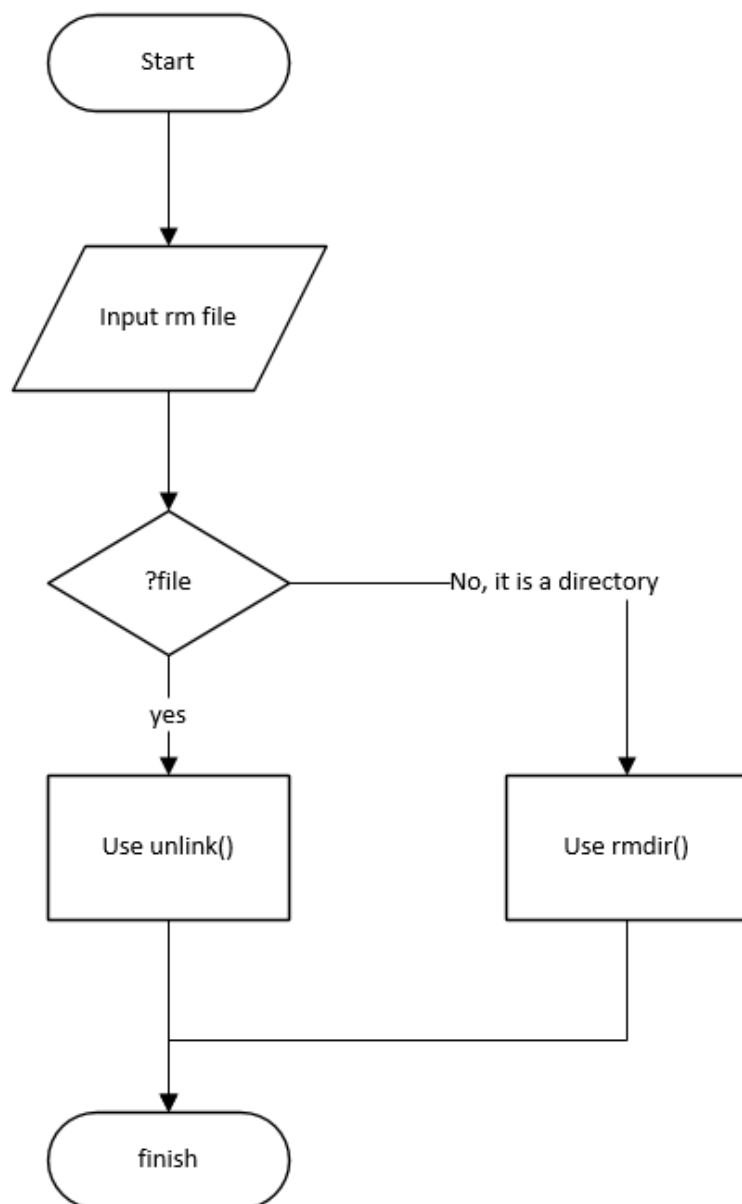 Start
Input rm file
?file
No, it is a directory
yes
Use unlink()
Use rmdir()
finish